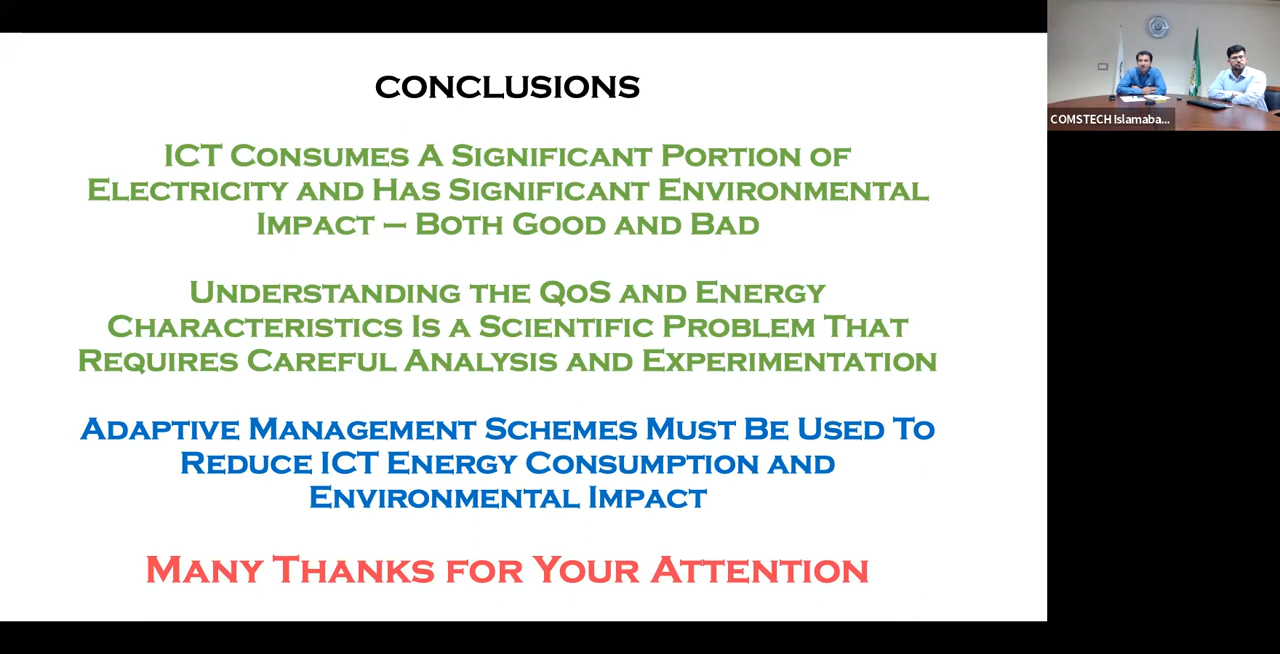 CONCLUSIONS
ICT CONSUMES A SIGNIFICANT PORTION OF
ELECTRICITY AND HAS SIGNIFICANT ENVIRONMENTAL
IMPACT – BOTH GOOD AND BAD
UNDERSTANDING THE QOS AND ENERGY
CHARACTERISTICS IS A SCIENTIFIC PROBLEM THAT
REQUIRES CAREFUL ANALYSIS AND EXPERIMENTATION
ADAPTIVE MANAGEMENT SCHEMES MUST BE USED TO
REDUCE ICT ENERGY CONSUMPTION AND
ENVIRONMENTAL IMPACT
MANY THANKS FOR YOUR ATTENTION
COMSTECH Islamaba...